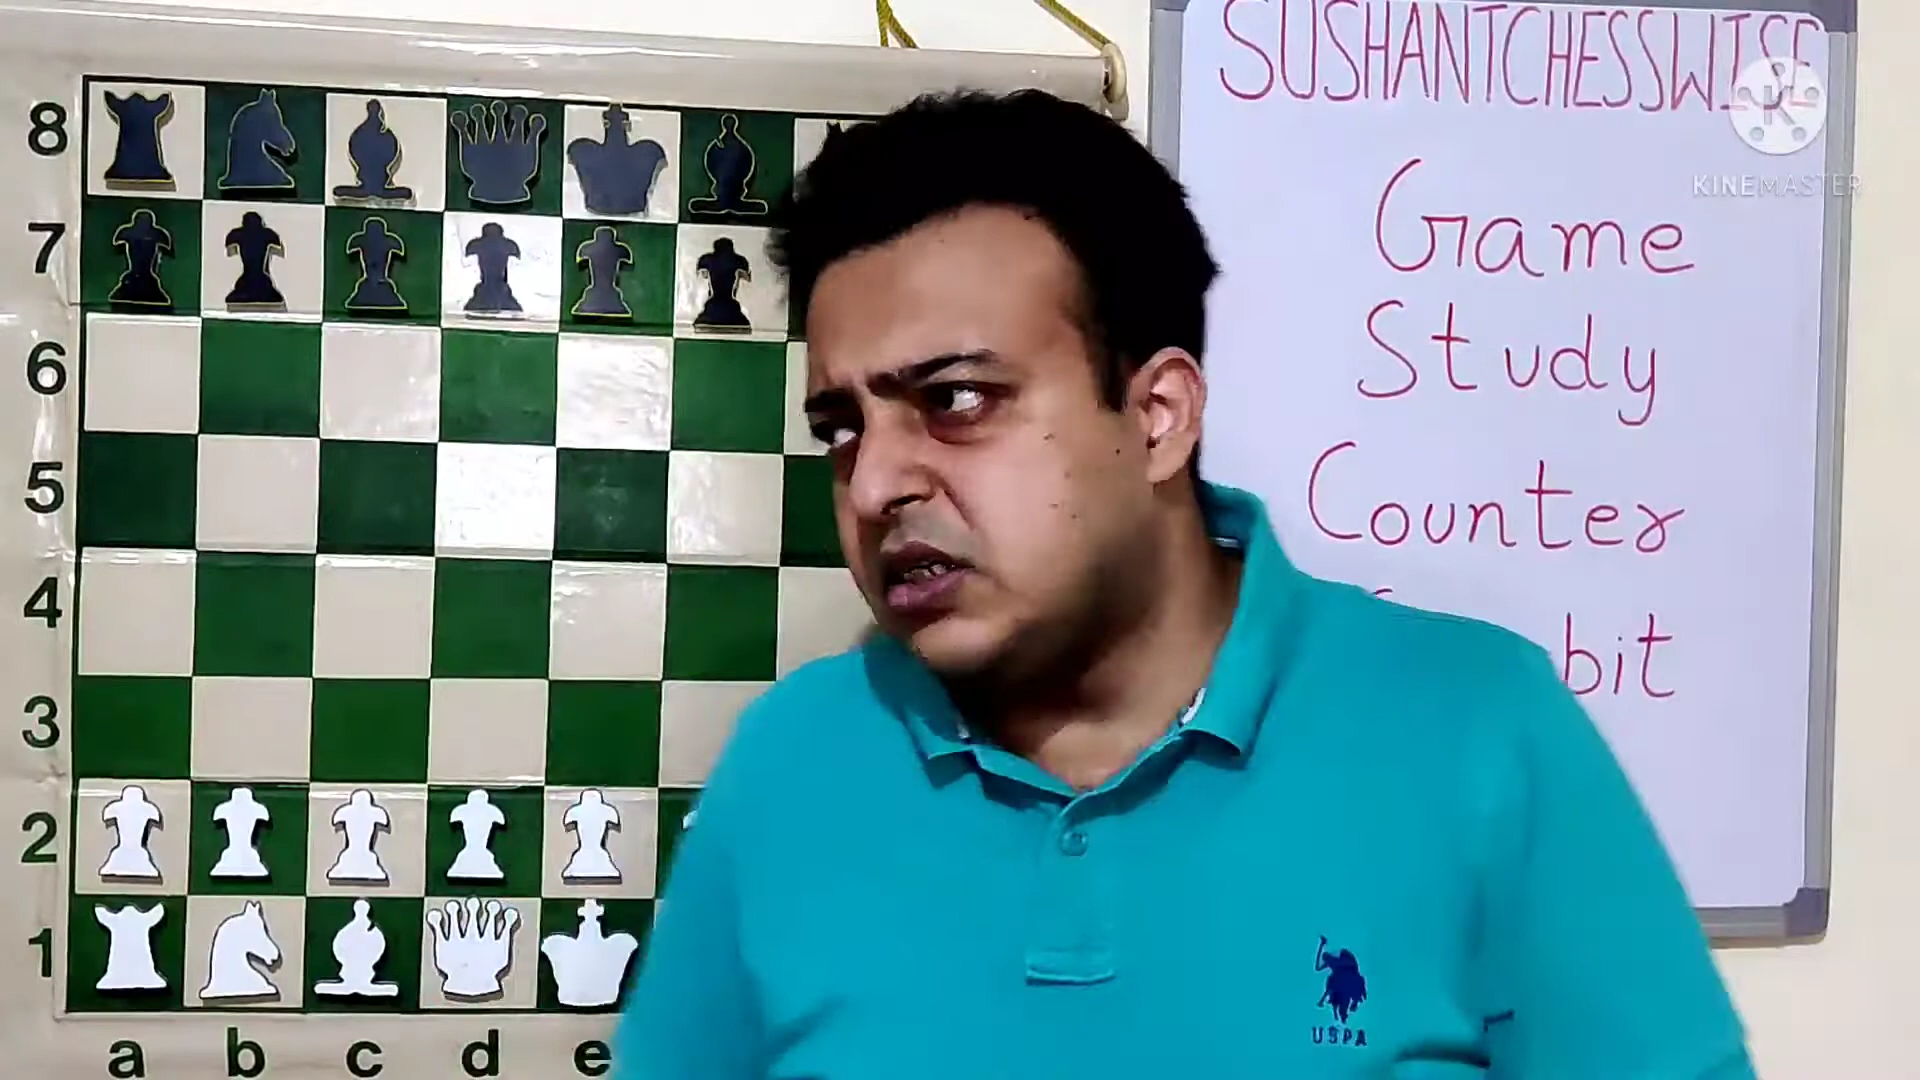 SUSHANTCHESSWISE
KINEMASTER
Game
Study
Counter
bit
8
7
6
5
4
3
2
1
a b c d e
USPA